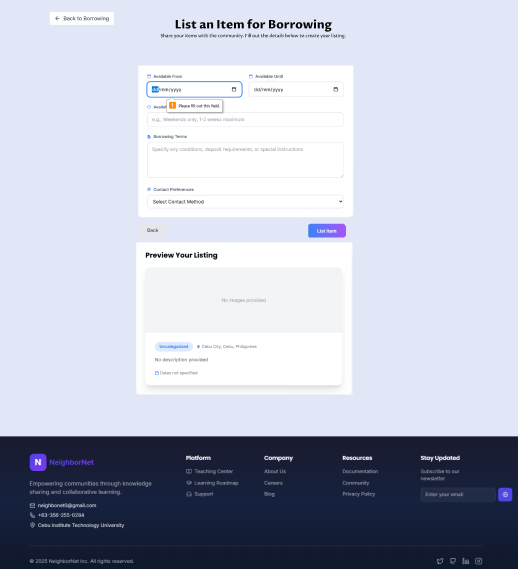 ← Back to Borrowing
List an Item for Borrowing
Share your items with the community. Fill out the details below to create your listing.
Available From
Available Until
dd/mm/yyyy
dd/mm/yyyy
! Please fill out this field.
Availa
e.g., Weekends only, 1-2 weeks maximum
Borrowing Terms
Specify any conditions, deposit requirements, or special instructions
Contact Preferences
Select Contact Method
Back
List Item
Preview Your Listing
No images provided
Uncategorized
Cebu City, Cebu, Philippines
No description provided
Dates not specified
N NeighborNet
Empowering communities through knowledge
sharing and collaborative learning.
neighbonet0@gmail.com
+63-356-255-0284
Cebu Institute Technology University
Platform
Teaching Center
Learning Roadmap
Support
Company
About Us
Careers
Blog
Resources
Documentation
Community
Privacy Policy
Stay Updated
Subscribe to our
newsletter
Enter your email
© 2025 NeighborNet Inc. All rights reserved.